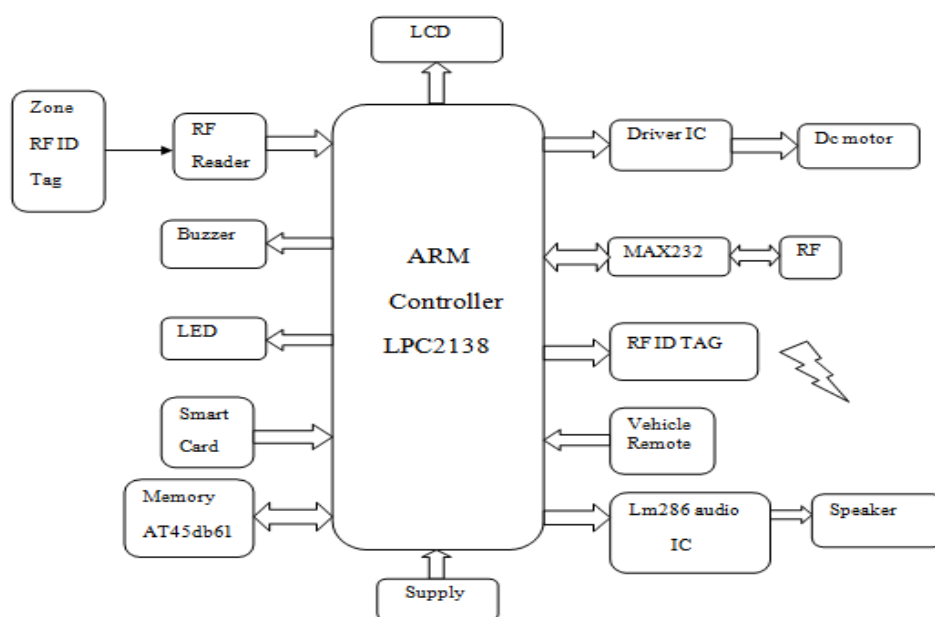 LCD
Zone
RF ID
Tag
RF
Reader
Driver IC
Dc motor
Buzzer
ARM
Controller
LPC2138
MAX232
RF
LED
RF ID TAG
Smart
Card
Vehicle
Remote
Memory
AT45db6l
Lm286 audio
IC
Speaker
Supply